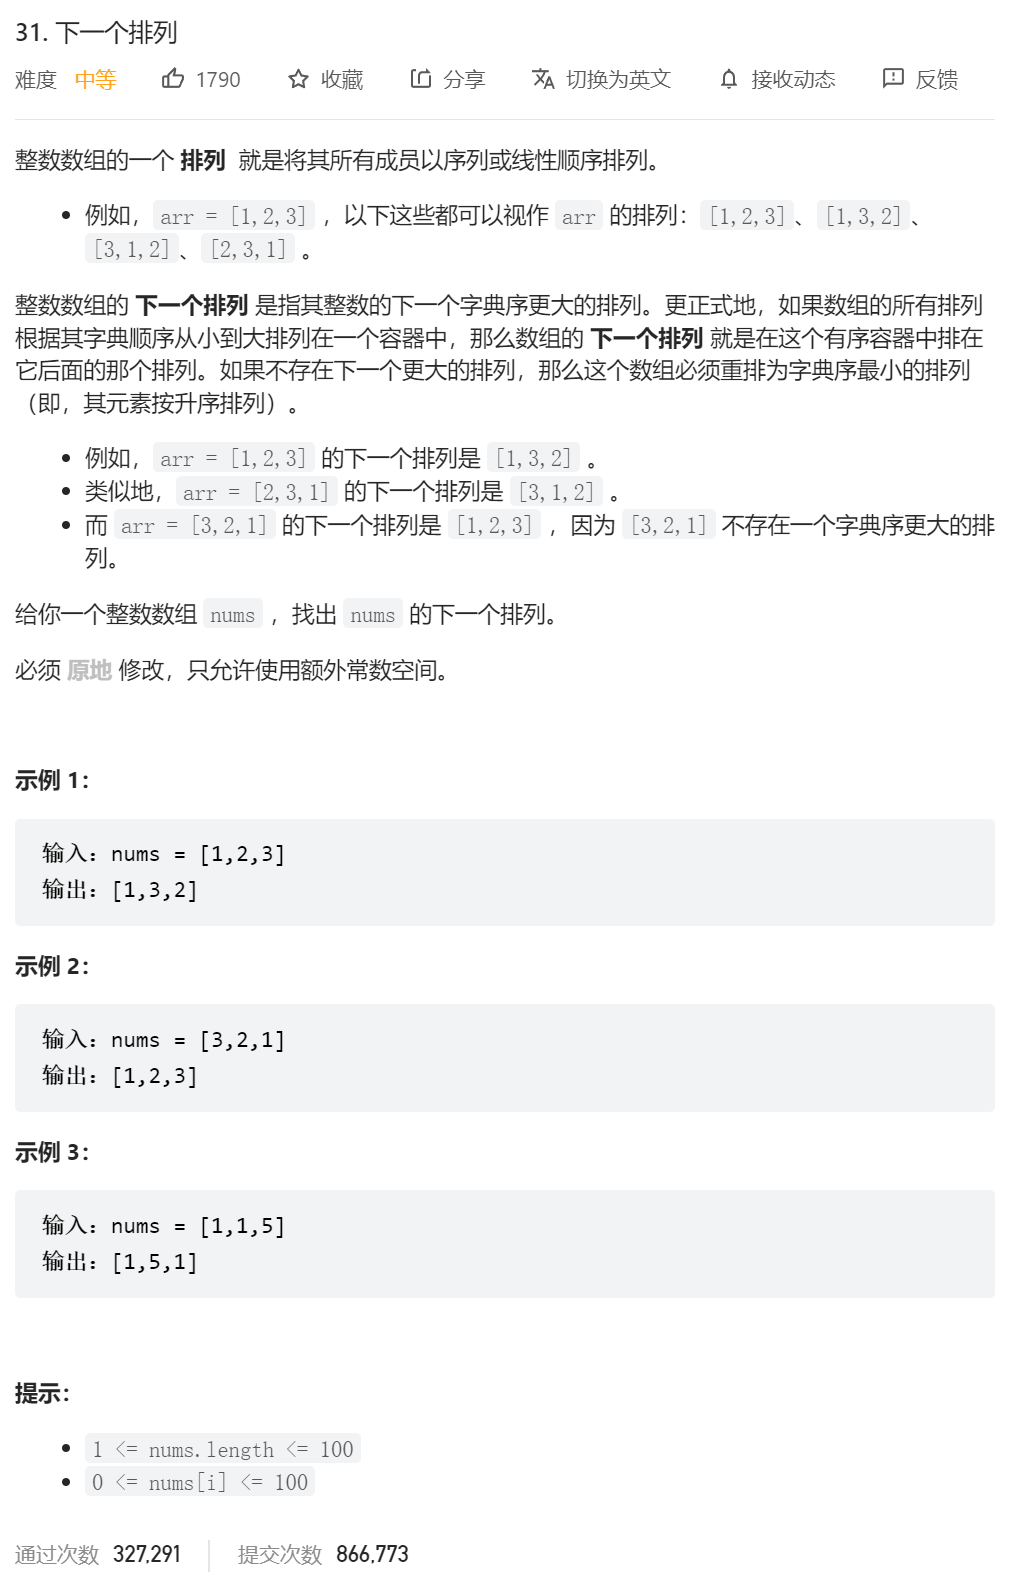 31. 下一个排列
难度 中等 1790 收藏 分享 切换为英文 接收动态 反馈
整数数组的一个 排列 就是将其所有成员以序列或线性顺序排列。
例如，arr = [1,2,3] ，以下这些都可以视作 arr 的排列：[1,2,3]、[1,3,2]、
[3,1,2]、[2,3,1] 。
整数数组的 下一个排列 是指其整数的下一个字典序更大的排列。更正式地，如果数组的所有排列
根据其字典顺序从小到大排列在一个容器中，那么数组的 下一个排列 就是在这个有序容器中排在
它后面的那个排列。如果不存在下一个更大的排列，那么这个数组必须重排为字典序最小的排列
（即，其元素按升序排列）。
例如，arr = [1,2,3] 的下一个排列是 [1,3,2] 。
类似地，arr = [2,3,1] 的下一个排列是 [3,1,2] 。
而 arr = [3,2,1] 的下一个排列是 [1,2,3] ，因为 [3,2,1] 不存在一个字典序更大的排
列。
给你一个整数数组 nums ，找出 nums 的下一个排列。
必须 原地 修改，只允许使用额外常数空间。
示例 1：
输入：nums = [1,2,3]
输出：[1,3,2]
示例 2：
输入：nums = [3,2,1]
输出：[1,2,3]
示例 3：
输入：nums = [1,1,5]
输出：[1,5,1]
提示：
1 <= nums.length <= 100
0 <= nums[i] <= 100
通过次数 327,291 提交次数 866,773